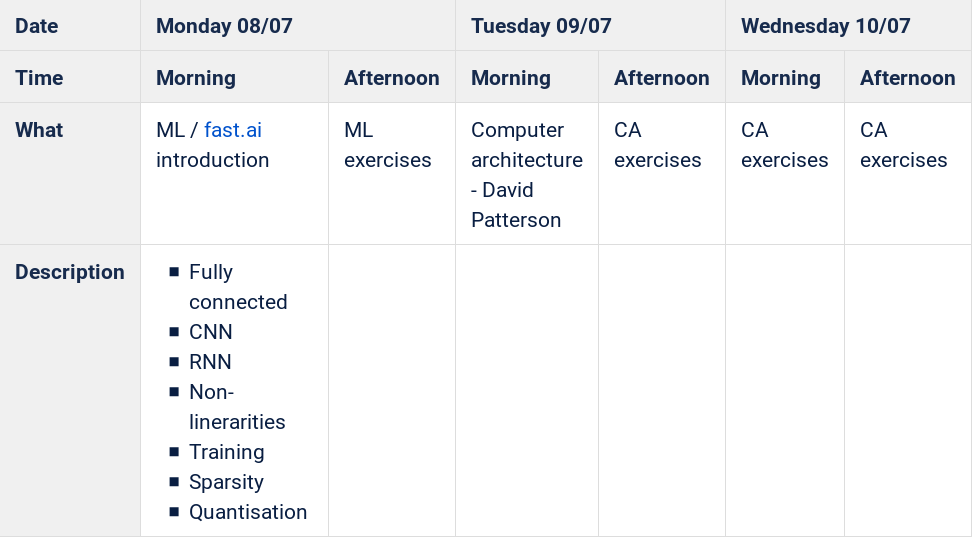 Date Monday 08/07 Tuesday 09/07 Wednesday 10/07
Time Morning Afternoon Morning Afternoon Morning Afternoon
What ML / fast.ai ML Computer CA CA CA
introduction exercises architecture exercises exercises exercises
- David
Patterson
Description ■ Fully
connected
■ CNN
■ RNN
■ Non-
linerarities
■ Training
■ Sparsity
■ Quantisation